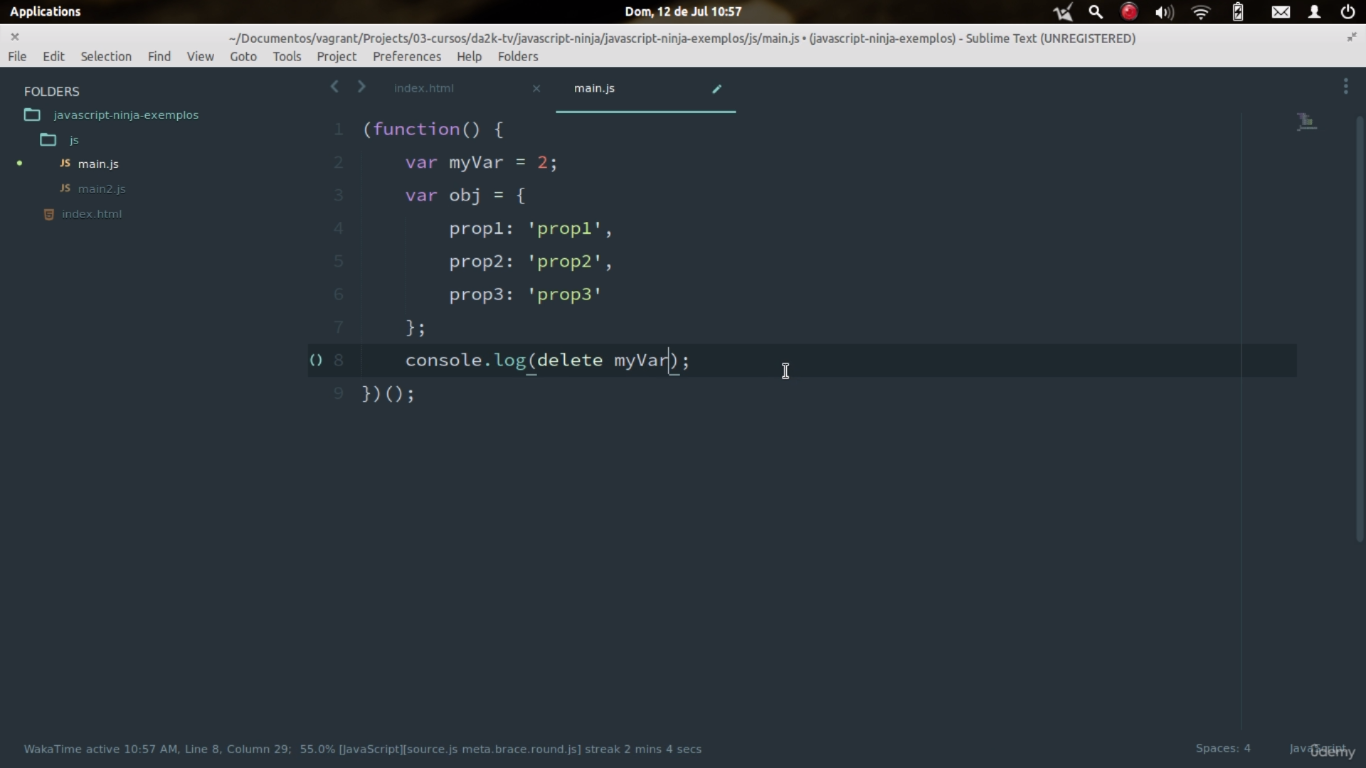 Applications
Dom, 12 de Jul 10:57
~/Documentos/vagrant/Projects/03-cursos/da2k-tv/javascript-ninja/javascript-ninja-exemplos/js/main.js • (javascript-ninja-exemplos) - Sublime Text (UNREGISTERED)
File Edit Selection Find View Goto Tools Project Preferences Help Folders
FOLDERS
javascript-ninja-exemplos
js
JS main.js
JS main2.js
index.html
index.html × main.js
1 (function() {
2     var myVar = 2;
3     var obj = {
4         prop1: 'prop1',
5         prop2: 'prop2',
6         prop3: 'prop3'
7     };
() 8     console.log(delete myVar);
9 })();
WakaTime active 10:57 AM, Line 8, Column 29; 55.0% [JavaScript][source.js meta.brace.round.js] streak 2 mins 4 secs
Spaces: 4
JavaScript
ûdemy